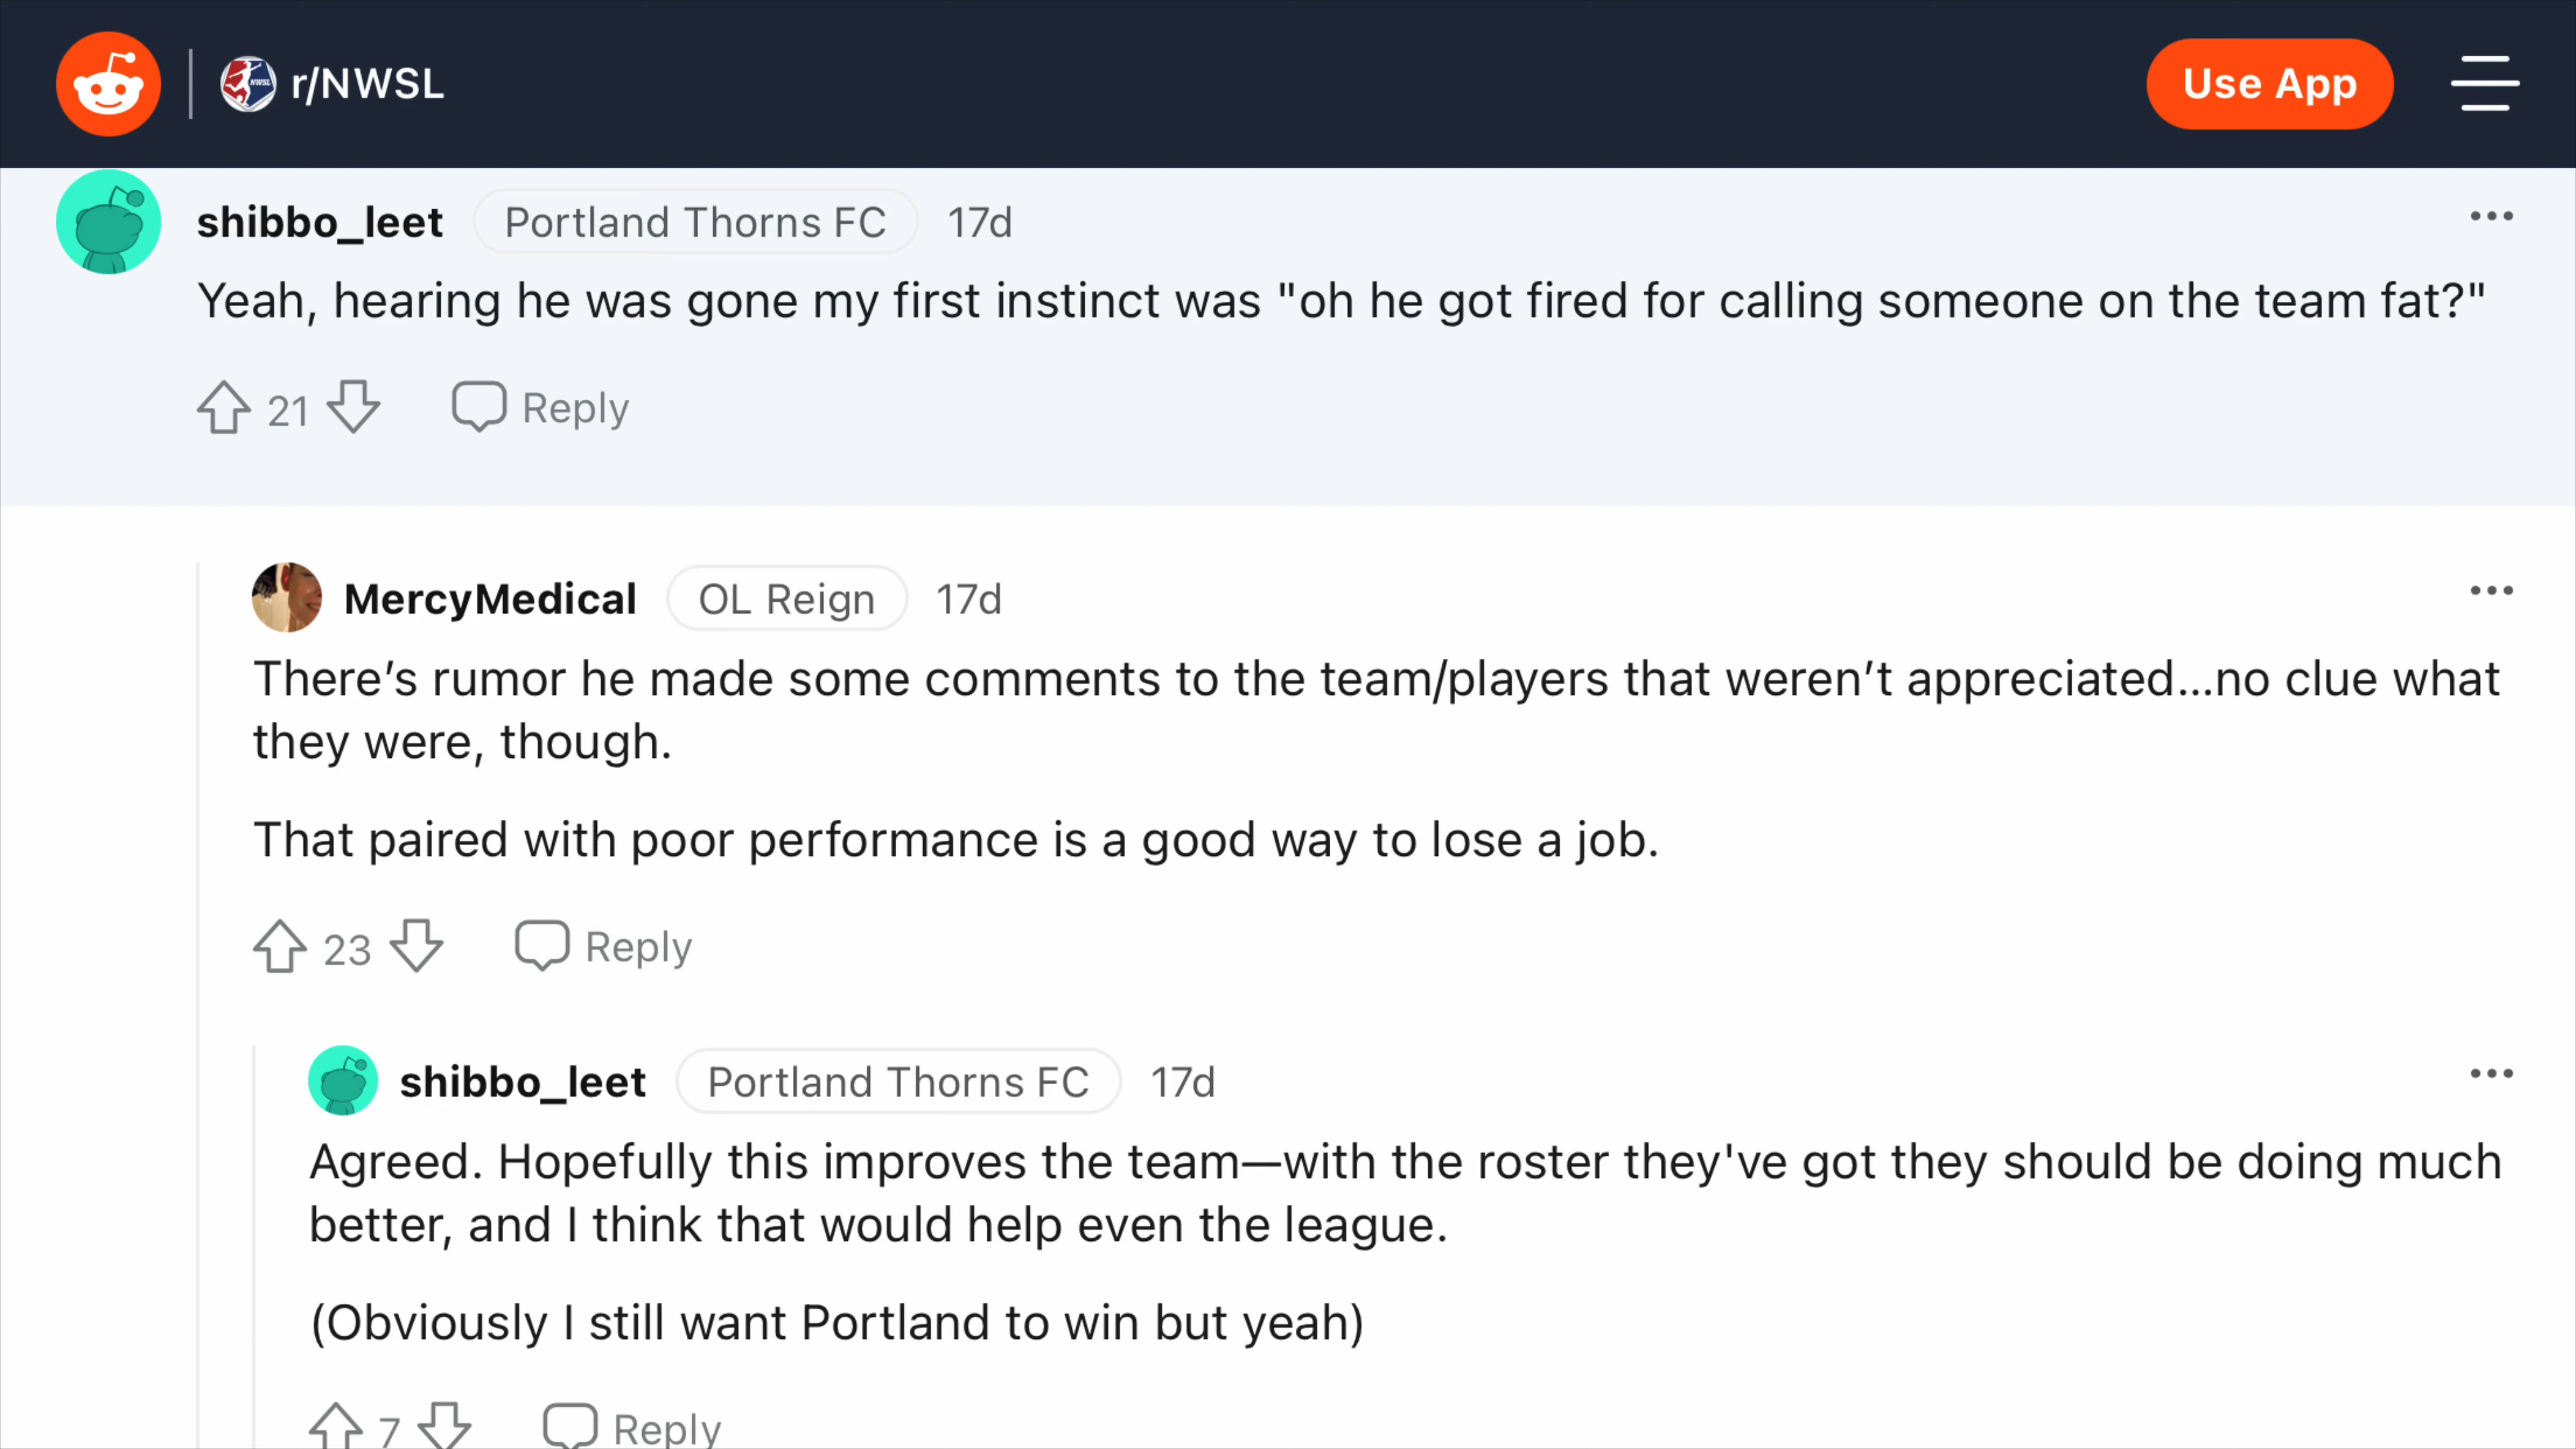 r/NWSL
Use App
shibbo_leet Portland Thorns FC 17d
Yeah, hearing he was gone my first instinct was "oh he got fired for calling someone on the team fat?"
21 Reply
MercyMedical OL Reign 17d
There’s rumor he made some comments to the team/players that weren’t appreciated...no clue what
they were, though.
That paired with poor performance is a good way to lose a job.
23 Reply
shibbo_leet Portland Thorns FC 17d
Agreed. Hopefully this improves the team—with the roster they've got they should be doing much
better, and I think that would help even the league.
(Obviously I still want Portland to win but yeah)
7 Reply